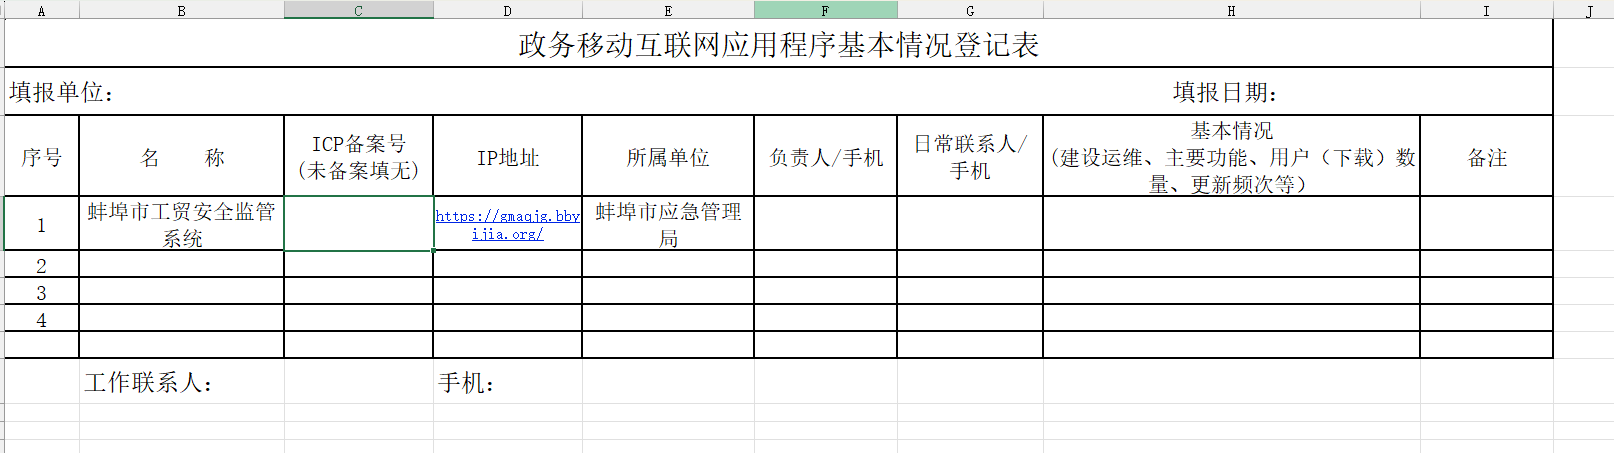 A B C D E F G H I J
政务移动互联网应用程序基本情况登记表
填报单位： 填报日期：
序号 名 称 ICP备案号 (未备案填无) IP地址 所属单位 负责人/手机 日常联系人/ 手机 基本情况 (建设运维、主要功能、用户（下载）数 量、更新频次等) 备注
1 蚌埠市工贸安全监管 系统 https://gmaqjg.bby ijia.org/ 蚌埠市应急管理 局
2
3
4
工作联系人： 手机：